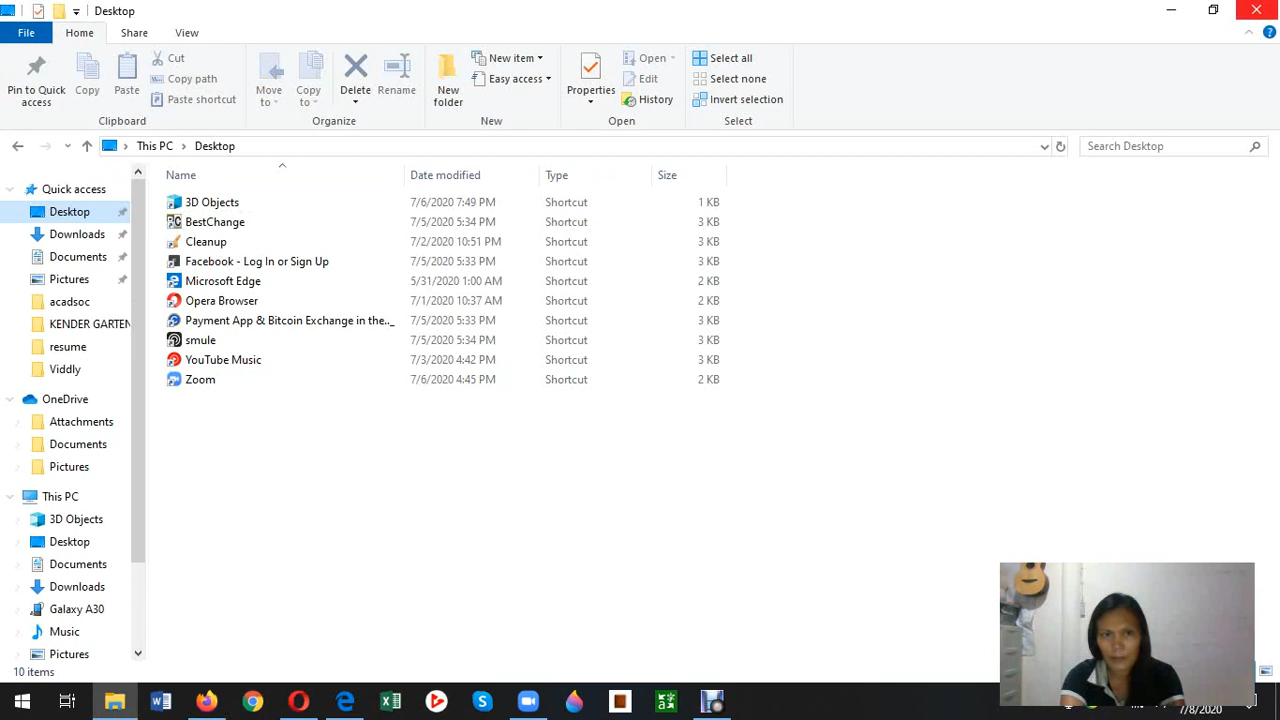 Desktop
File Home Share View
Pin to Quick access
Copy
Paste
Cut
Copy path
Paste shortcut
Clipboard
Move to
Copy to
Delete
Rename
Organize
New folder
New item
Easy access
New
Properties
Open
Edit
History
Open
Select all
Select none
Invert selection
Select
This PC Desktop
Search Desktop
Quick access
Desktop
Downloads
Documents
Pictures
acadsoc
KENDER GARTEN
resume
Viddly
OneDrive
Attachments
Documents
Pictures
This PC
3D Objects
Desktop
Documents
Downloads
Galaxy A30
Music
Pictures
Name Date modified Type Size
3D Objects 7/6/2020 7:49 PM Shortcut 1 KB
BestChange 7/5/2020 5:34 PM Shortcut 3 KB
Cleanup 7/2/2020 10:51 PM Shortcut 3 KB
Facebook - Log In or Sign Up 7/5/2020 5:33 PM Shortcut 3 KB
Microsoft Edge 5/31/2020 1:00 AM Shortcut 2 KB
Opera Browser 7/1/2020 10:37 AM Shortcut 2 KB
Payment App & Bitcoin Exchange in the.._ 7/5/2020 5:33 PM Shortcut 3 KB
smule 7/5/2020 5:34 PM Shortcut 3 KB
YouTube Music 7/3/2020 4:42 PM Shortcut 3 KB
Zoom 7/6/2020 4:45 PM Shortcut 2 KB
10 items
7/8/2020